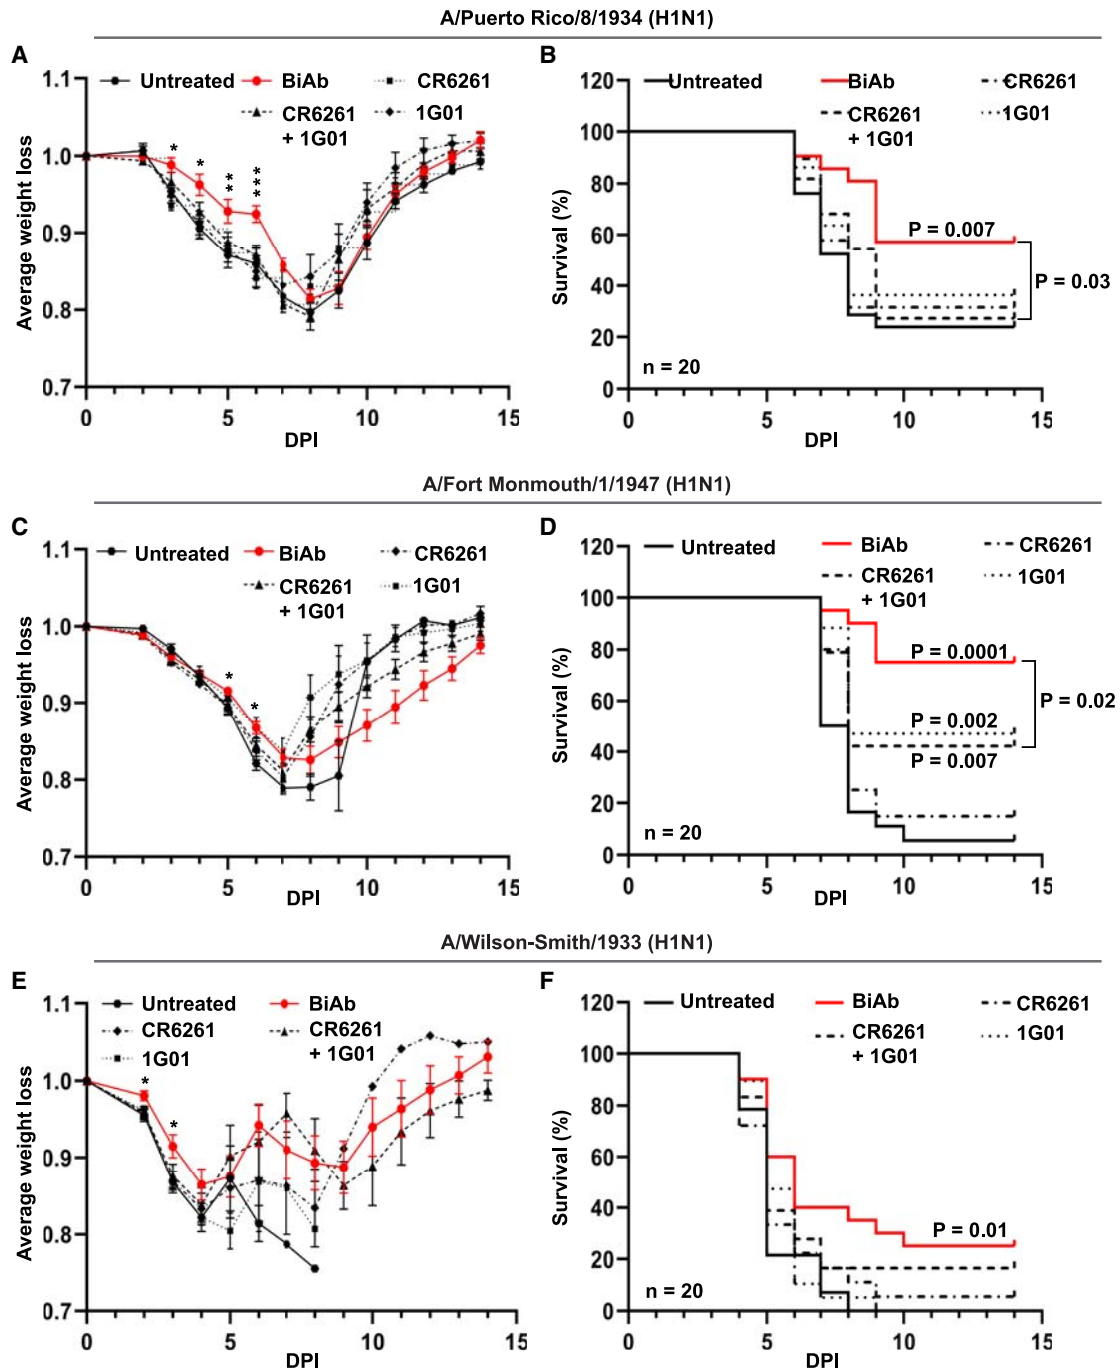 A/Puerto Rico/8/1934 (H1N1)
A
Untreated
BiAb
CR6261
CR6261
+ 1G01
1G01
1.1
1.0
0.9
0.8
0.7
Average weight loss
*
*
**
***
0
5
10
15
DPI
B
Untreated
BiAb
CR6261
CR6261
+ 1G01
1G01
120
100
80
60
40
20
0
Survival (%)
P = 0.007
P = 0.03
n = 20
0
5
10
15
DPI
A/Fort Monmouth/1/1947 (H1N1)
C
Untreated
BiAb
CR6261
CR6261
+ 1G01
1G01
1.1
1.0
0.9
0.8
0.7
Average weight loss
*
*
0
5
10
15
DPI
D
Untreated
BiAb
CR6261
CR6261
+ 1G01
1G01
120
100
80
60
40
20
0
Survival (%)
P = 0.0001
P = 0.02
P = 0.002
P = 0.007
n = 20
0
5
10
15
DPI
A/Wilson-Smith/1933 (H1N1)
E
Untreated
BiAb
CR6261
CR6261
+ 1G01
1G01
1.1
1.0
0.9
0.8
0.7
Average weight loss
*
*
0
5
10
15
DPI
F
Untreated
BiAb
CR6261
CR6261
+ 1G01
1G01
120
100
80
60
40
20
0
Survival (%)
P = 0.01
n = 20
0
5
10
15
DPI